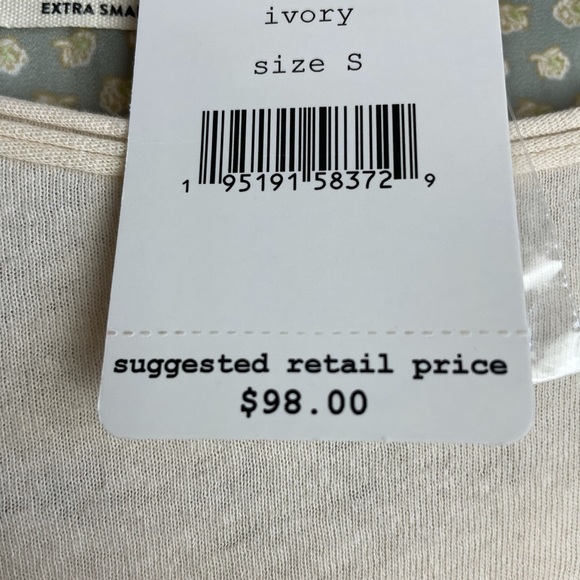 EXTRA SMA
ivory
size S
1 95191 58372 9
suggested retail price
$98.00